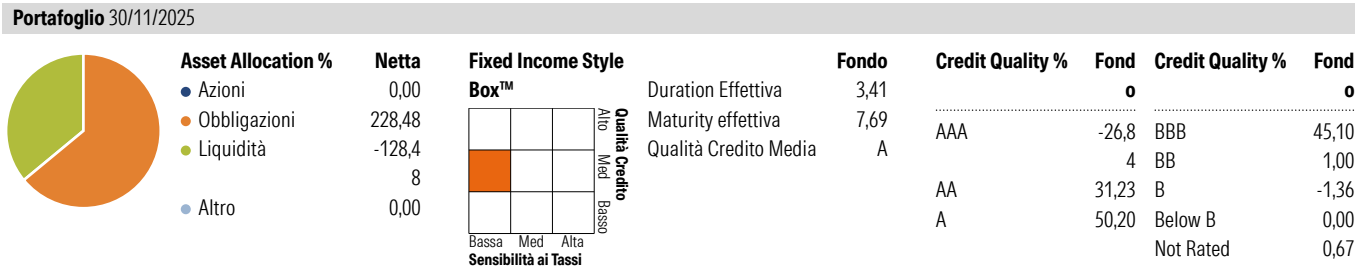 Portafoglio 30/11/2025
Asset Allocation % Netta
Azioni 0,00
Obbligazioni 228,48
Liquidità -128,4
8
Altro 0,00
Fixed Income Style
Box™
Alto Med Basso
Qualità Credito
Bassa Med Alta
Sensibilità ai Tassi
Fondo
Duration Effettiva 3,41
Maturity effettiva 7,69
Qualità Credito Media A
Credit Quality % Fond
o
AAA -26,8
4
AA 31,23
A 50,20
Credit Quality % Fond
o
BBB 45,10
BB 1,00
B -1,36
Below B 0,00
Not Rated 0,67